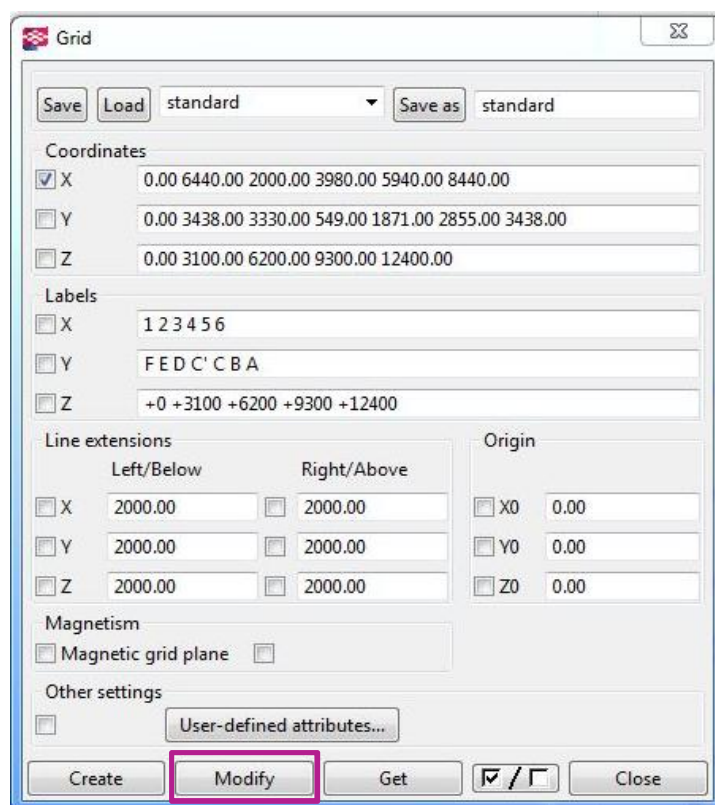 Grid
Save Load standard Save as standard
Coordinates
X 0.00 6440.00 2000.00 3980.00 5940.00 8440.00
Y 0.00 3438.00 3330.00 549.00 1871.00 2855.00 3438.00
Z 0.00 3100.00 6200.00 9300.00 12400.00
Labels
X 1 2 3 4 5 6
Y F E D C' C B A
Z +0 +3100 +6200 +9300 +12400
Line extensions Origin
Left/Below Right/Above
X 2000.00 2000.00 X0 0.00
Y 2000.00 2000.00 Y0 0.00
Z 2000.00 2000.00 Z0 0.00
Magnetism
Magnetic grid plane
Other settings
User-defined attributes...
Create Modify Get / Close